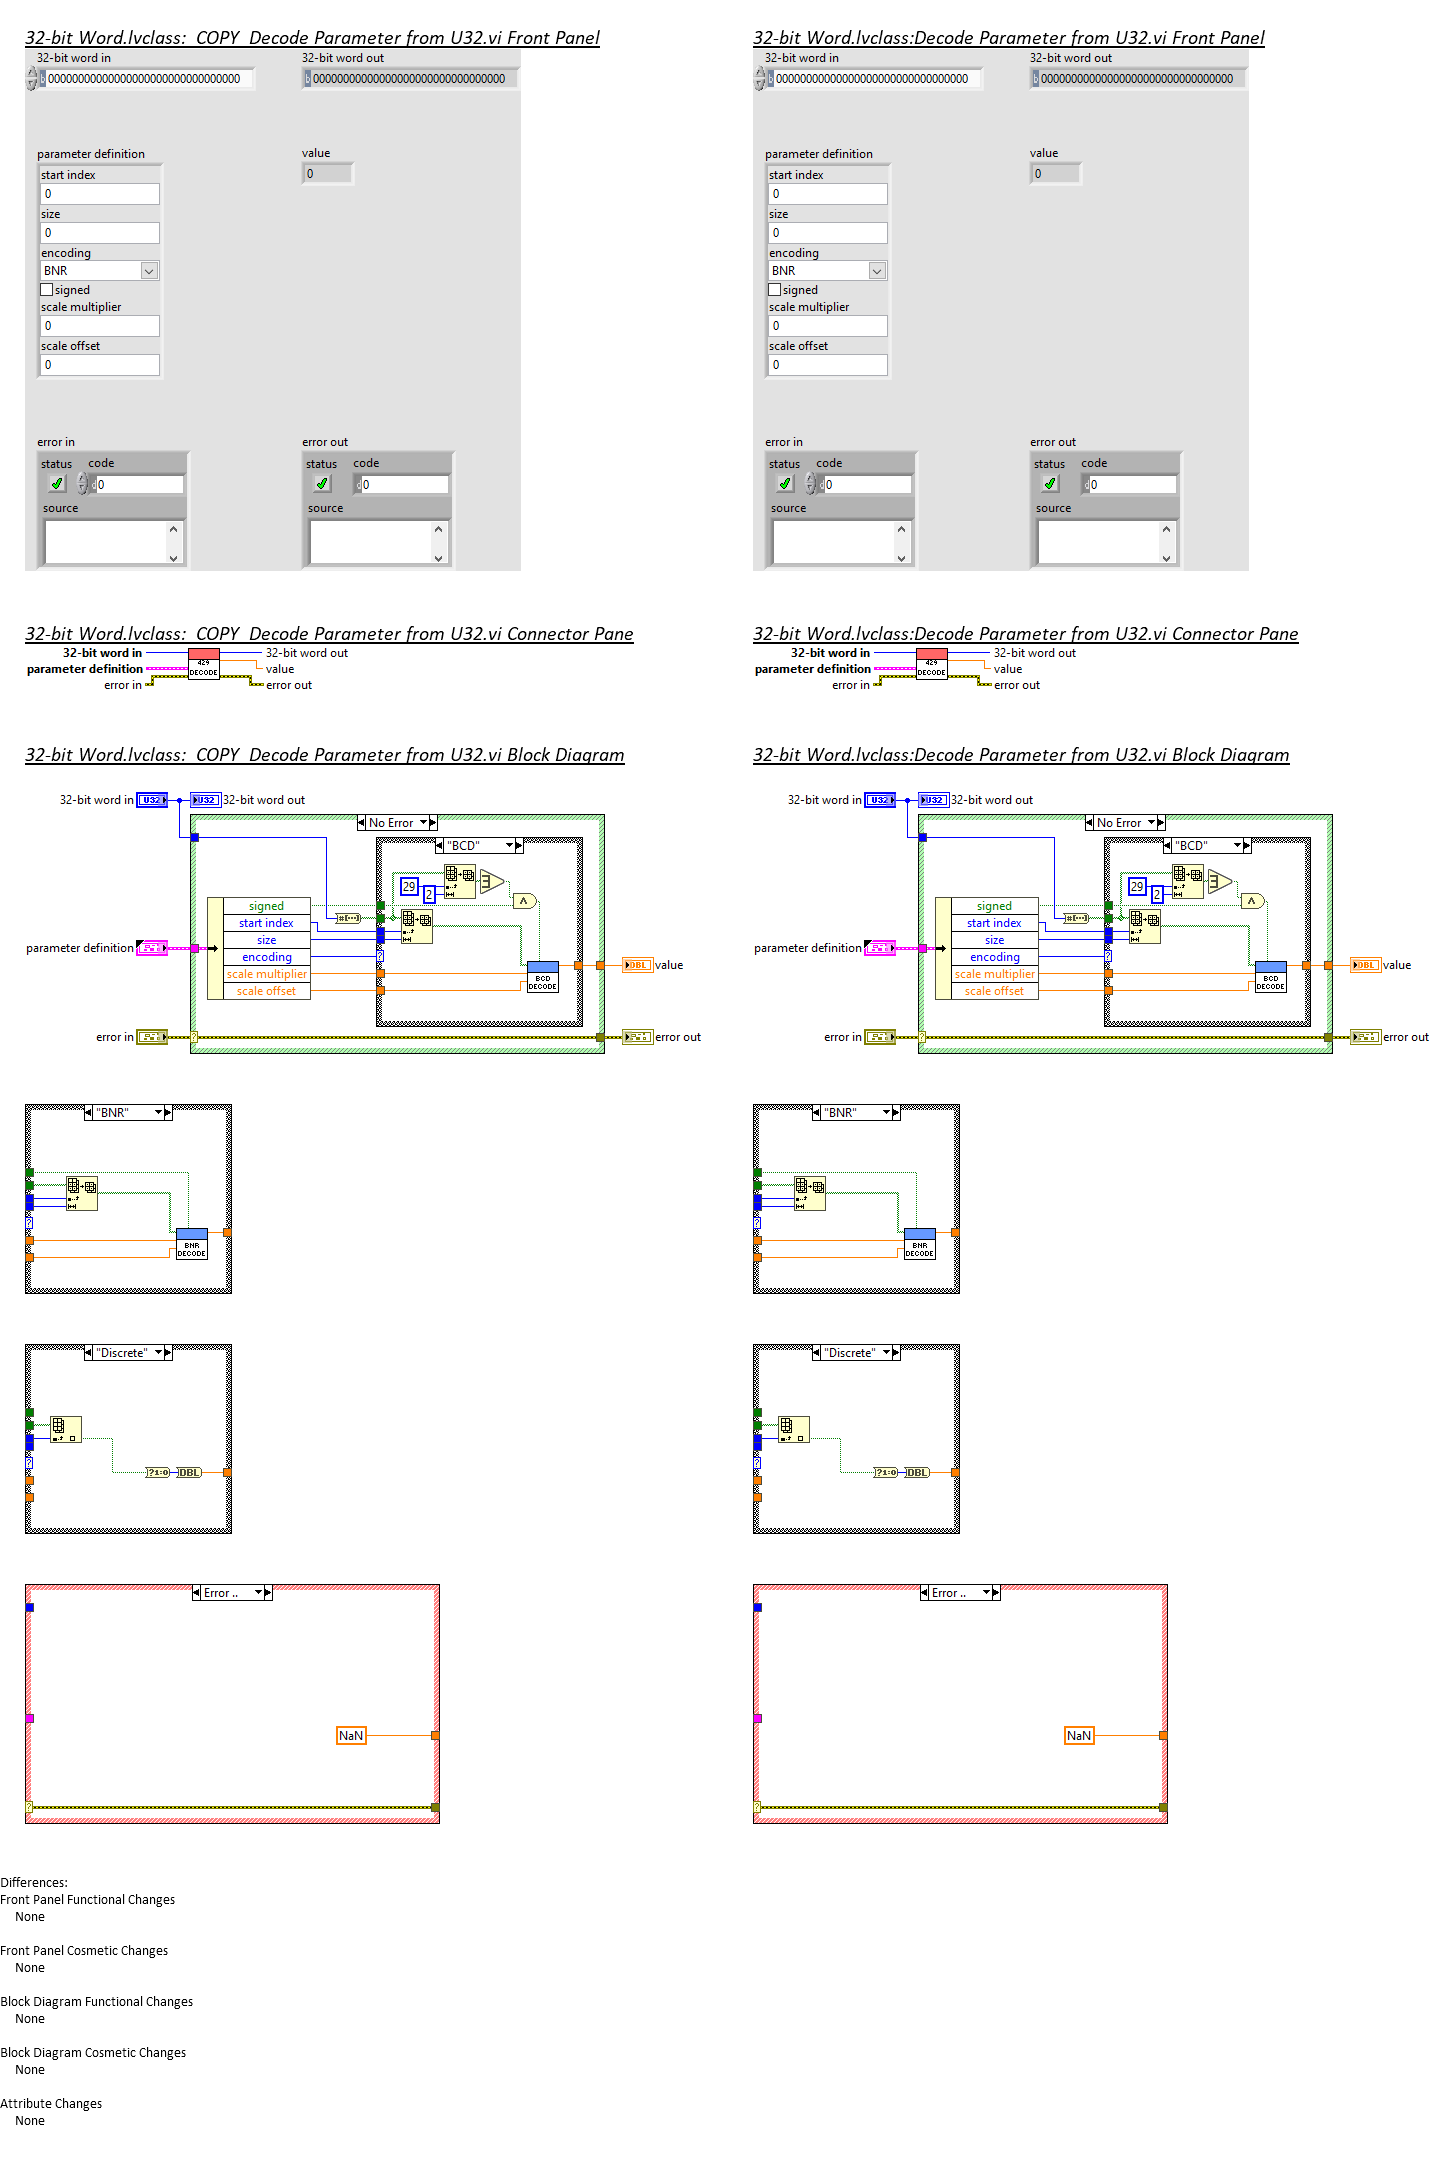 32-bit Word.lvclass:  COPY  Decode Parameter from U32.vi Front Panel
32-bit word in
32-bit word out
b 00000000000000000000000000000000
b 00000000000000000000000000000000
parameter definition
value
start index
0
0
size
0
encoding
BNR
signed
scale multiplier
0
scale offset
0
error in
error out
status code
status code
d 0
d 0
source
source
32-bit Word.lvclass:Decode Parameter from U32.vi Front Panel
32-bit word in
32-bit word out
b 00000000000000000000000000000000
b 00000000000000000000000000000000
parameter definition
value
start index
0
0
size
0
encoding
BNR
signed
scale multiplier
0
scale offset
0
error in
error out
status code
status code
d 0
d 0
source
source
32-bit Word.lvclass:  COPY  Decode Parameter from U32.vi Connector Pane
32-bit word in
32-bit word out
429
DECODE
parameter definition
value
error in
error out
32-bit Word.lvclass:Decode Parameter from U32.vi Connector Pane
32-bit word in
32-bit word out
429
DECODE
parameter definition
value
error in
error out
32-bit Word.lvclass:  COPY  Decode Parameter from U32.vi Block Diagram
32-bit word in U32
U32 32-bit word out
No Error
"BCD"
29
2
signed
start index
size
encoding
scale multiplier
scale offset
#[...]
parameter definition
?
BCD
DECODE
DBL value
error in
?
error out
"BNR"
?
BNR
DECODE
"Discrete"
?
?1:0 DBL
Error ..
NaN
?
32-bit Word.lvclass:Decode Parameter from U32.vi Block Diagram
32-bit word in U32
U32 32-bit word out
No Error
"BCD"
29
2
signed
start index
size
encoding
scale multiplier
scale offset
#[...]
parameter definition
?
BCD
DECODE
DBL value
error in
?
error out
"BNR"
?
BNR
DECODE
"Discrete"
?
?1:0 DBL
Error ..
NaN
?
Differences:
Front Panel Functional Changes
None
Front Panel Cosmetic Changes
None
Block Diagram Functional Changes
None
Block Diagram Cosmetic Changes
None
Attribute Changes
None